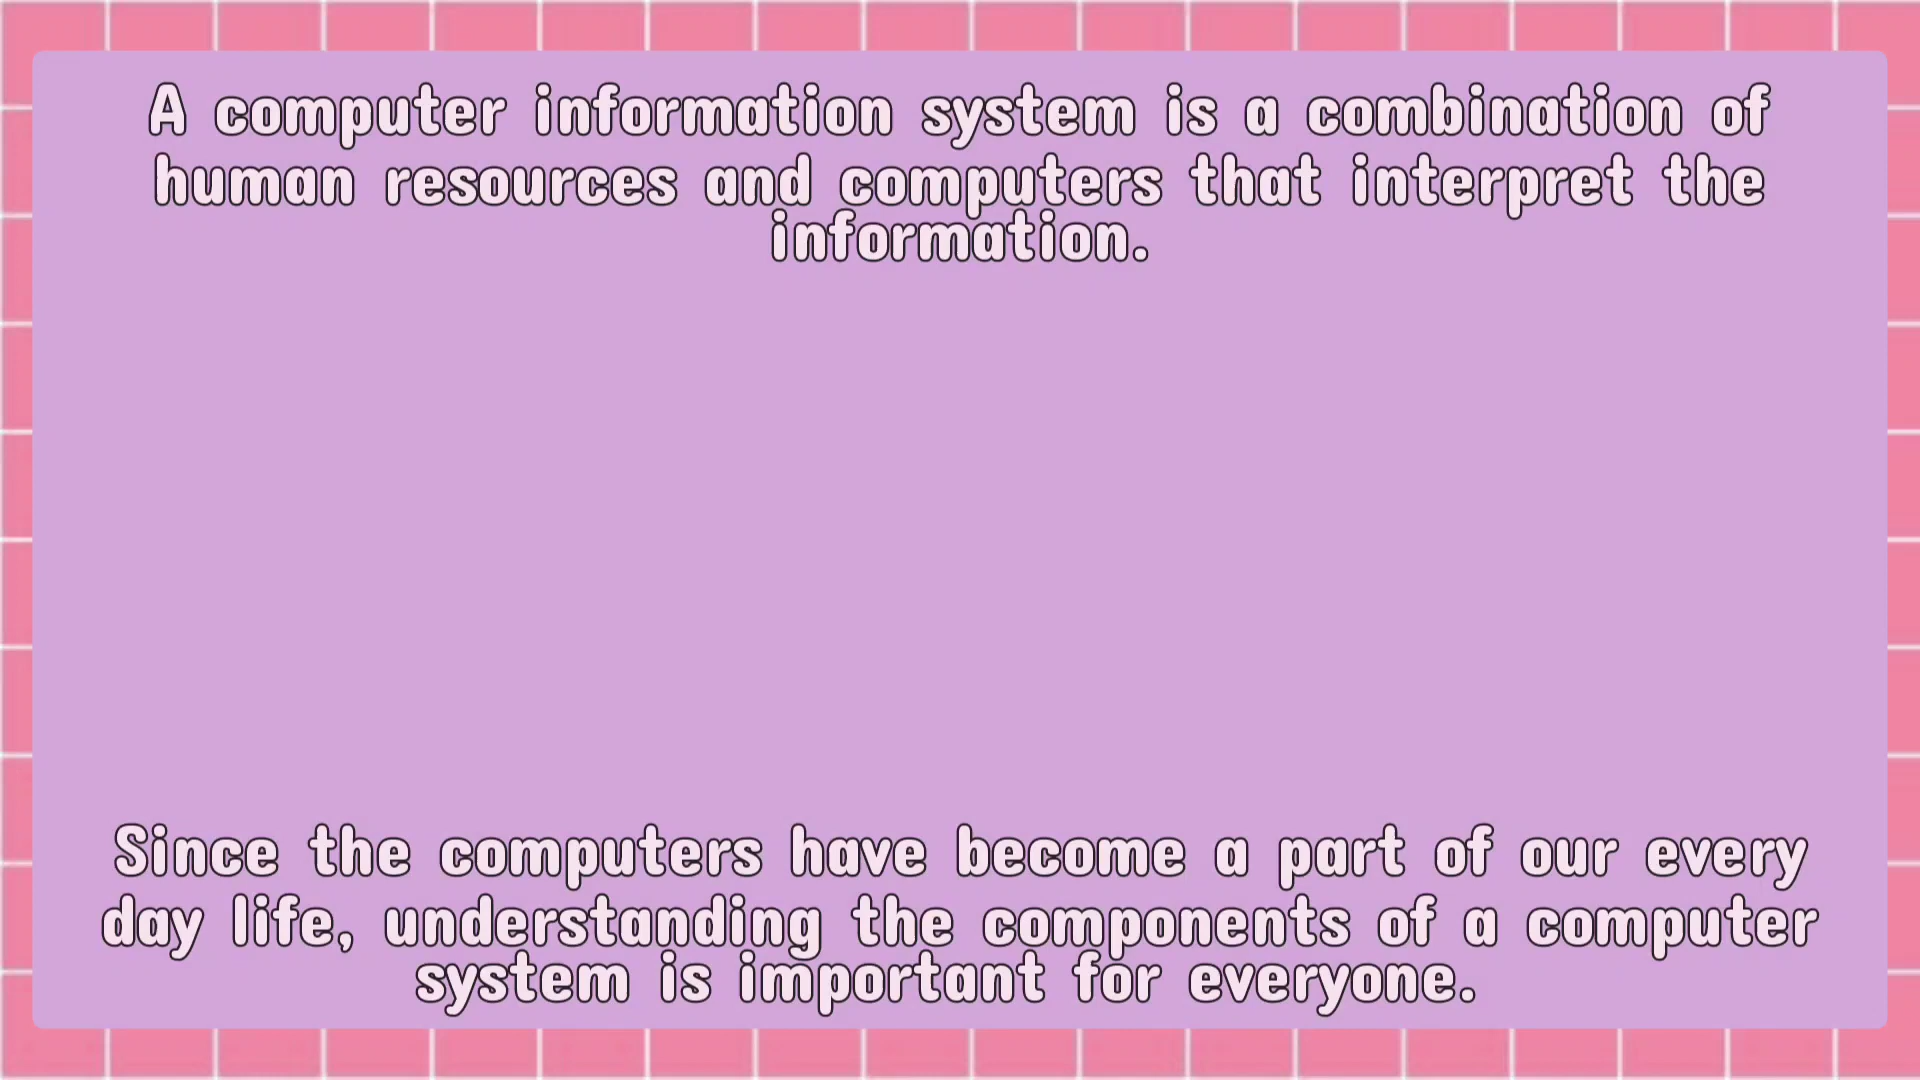 A computer information system is a combination of
human resources and computers that interpret the
information.
Since the computers have become a part of our every
day life, understanding the components of a computer
system is important for everyone.